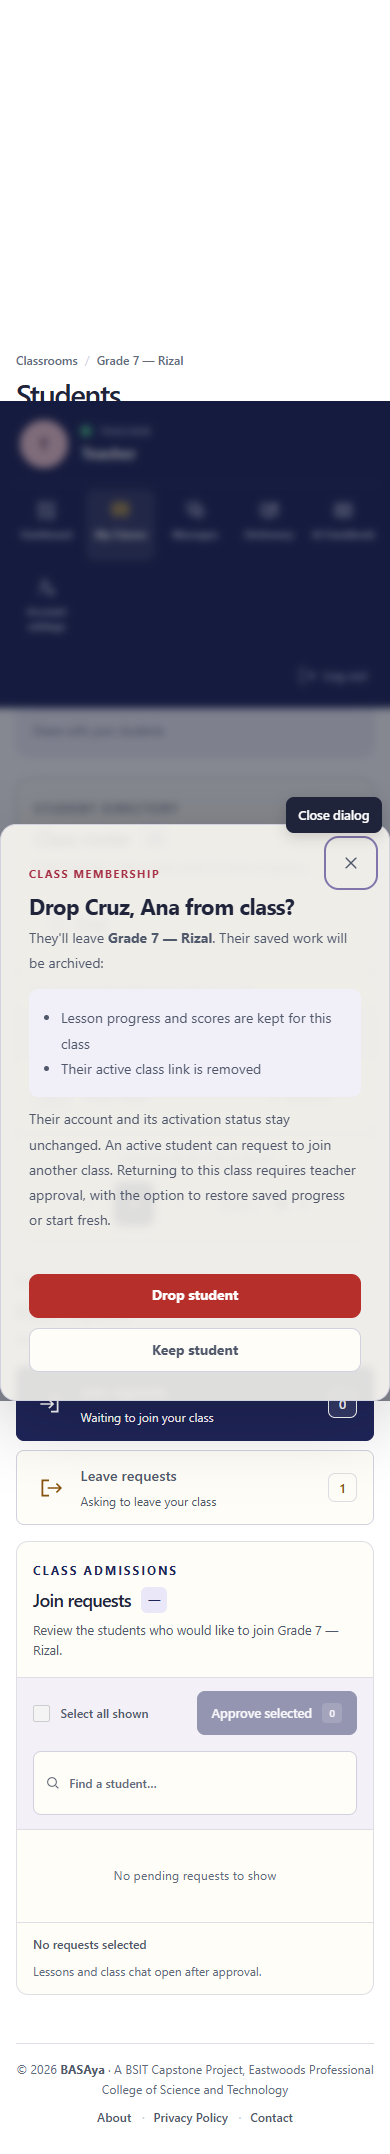 Classrooms / Grade 7 — Rizal
Students
Teacher
Close dialog
CLASS MEMBERSHIP
Drop Cruz, Ana from class?
They'll leave Grade 7 — Rizal. Their saved work will
be archived:
• Lesson progress and scores are kept for this
class
• Their active class link is removed
Their account and its activation status stay
unchanged. An active student can request to join
another class. Returning to this class requires teacher
approval, with the option to restore saved progress
or start fresh.
Drop student
Keep student
0
Waiting to join your class
Leave requests
1
Asking to leave your class
CLASS ADMISSIONS
Join requests —
Review the students who would like to join Grade 7 —
Rizal.
Select all shown
Approve selected 0
Find a student...
No pending requests to show
No requests selected
Lessons and class chat open after approval.
© 2026 BASAya · A BSIT Capstone Project, Eastwoods Professional
College of Science and Technology
About · Privacy Policy · Contact